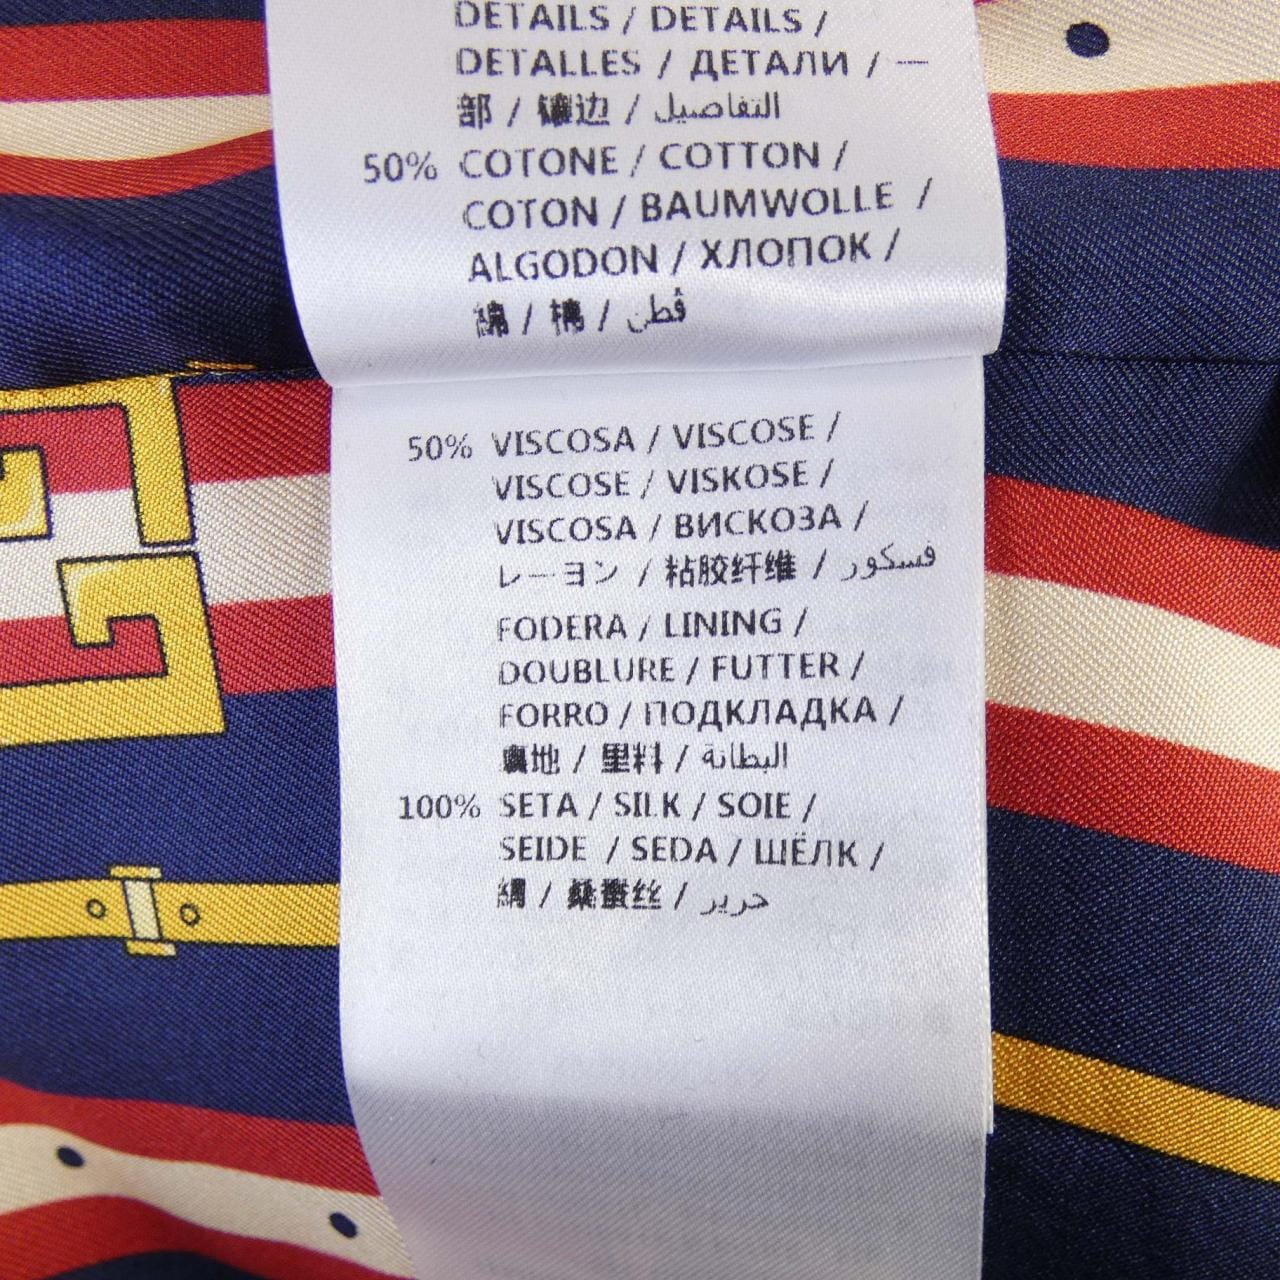 DETAILS / DETAILS /
DETALLES / ДЕТАЛИ / 一
部 / 镶边 / التفاصيل
50% COTONE / COTTON /
COTON / BAUMWOLLE /
ALGODON / ХЛОПОК /
綿 / 棉 / قطن
50% VISCOSA / VISCOSE /
VISCOSE / VISKOSE /
VISCOSA / ВИСКОЗА /
レーヨン / 粘胶纤维 / فسكور
FODERA / LINING /
DOUBLURE / FUTTER /
FORRO / ПОДКЛАДКА /
裏地 / 里料 / البطانة
100% SETA / SILK / SOIE /
SEIDE / SEDA / ШЁЛК /
絹 / 桑蚕丝 / حرير